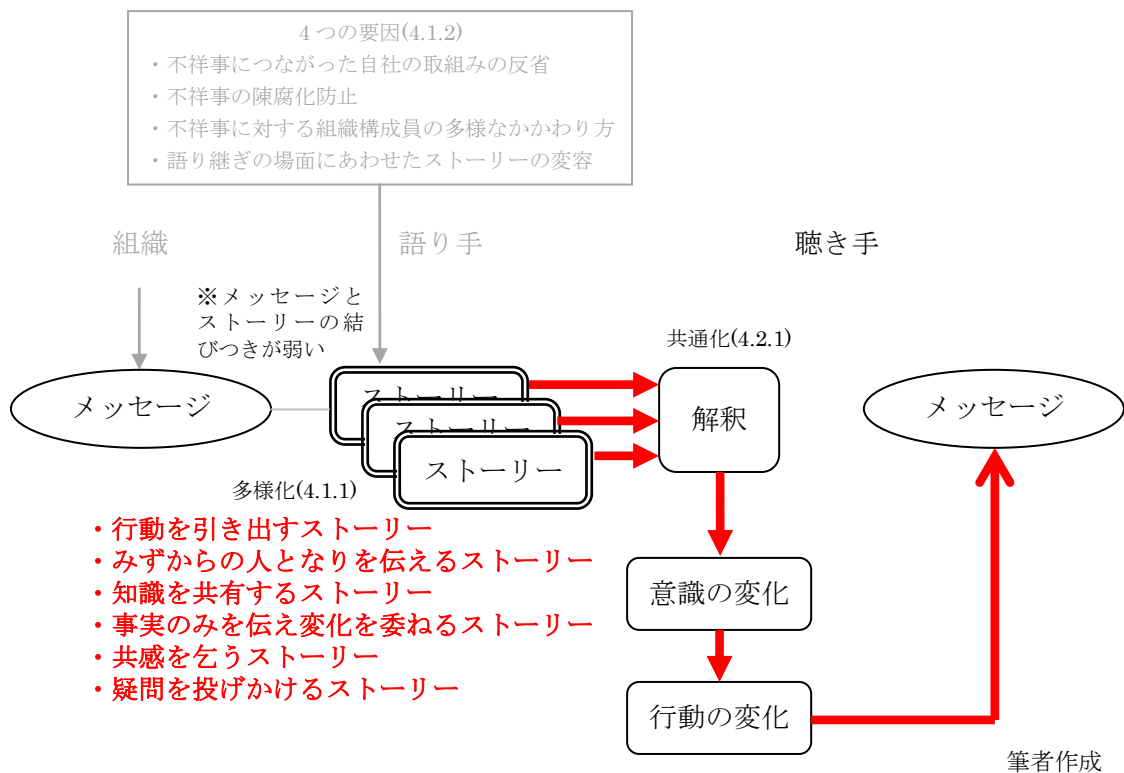 4つの要因(4.1.2)
・不祥事につながった自社の取組みの反省
・不祥事の陳腐化防止
・不祥事に対する組織構成員の多様なかかわり方
・語り継ぎの場面にあわせたストーリーの変容
組織
語り手
聴き手
※メッセージと
ストーリーの結
びつきが弱い
共通化(4.2.1)
メッセージ
ストーリー
ストーリー
ストーリー
解釈
メッセージ
多様化(4.1.1)
・行動を引き出すストーリー
・みずからの人となりを伝えるストーリー
・知識を共有するストーリー
・事実のみを伝え変化を委ねるストーリー
・共感を乞うストーリー
・疑問を投げかけるストーリー
意識の変化
行動の変化
筆者作成